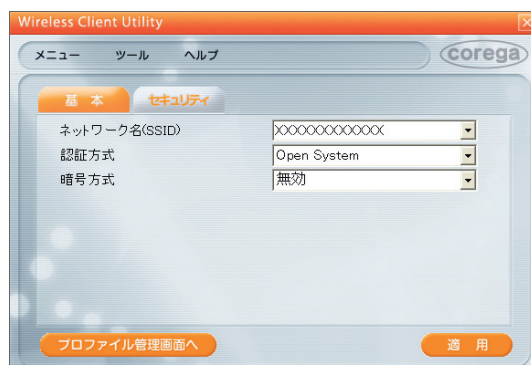 Wireless Client Utility
メニュー ツール ヘルプ corega
基 本 セキュリティ
ネットワーク名(SSID) XXXXXXXXXXXX
認証方式 Open System
暗号方式 無効
プロファイル管理画面へ 適 用